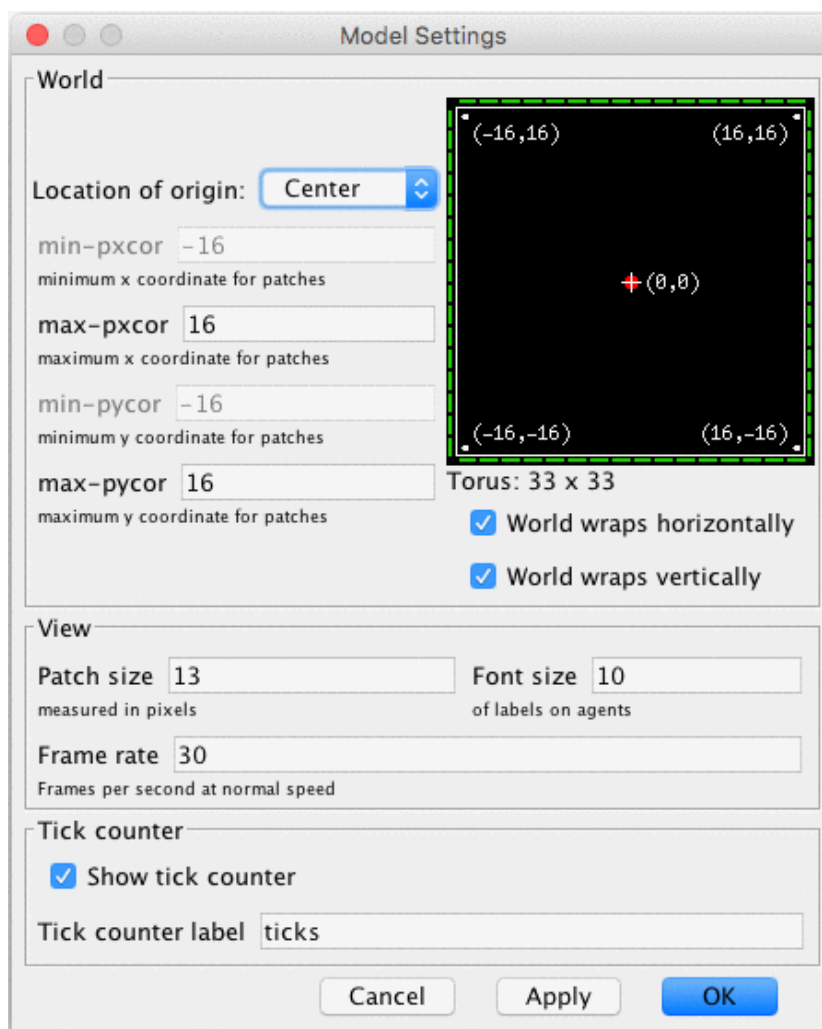 Model Settings
World
(-16,16) (16,16)
Location of origin: Center
min-pxcor -16
minimum x coordinate for patches
(0,0)
max-pxcor 16
maximum x coordinate for patches
min-pycor -16
minimum y coordinate for patches
(-16,-16) (16,-16)
max-pycor 16
maximum y coordinate for patches
Torus: 33 x 33
World wraps horizontally
World wraps vertically
View
Patch size 13
measured in pixels
Font size 10
of labels on agents
Frame rate 30
Frames per second at normal speed
Tick counter
Show tick counter
Tick counter label ticks
Cancel Apply OK